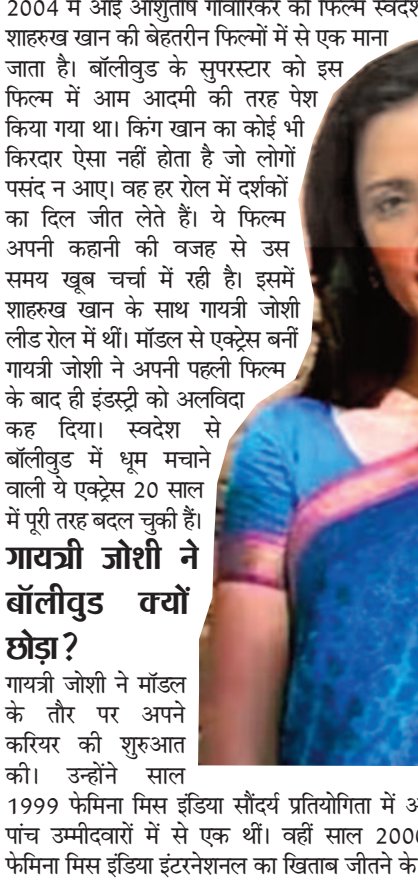 2004 में आई आशुतोष गोवारिकर की फिल्म स्वदेश
शाहरुख खान की बेहतरीन फिल्मों में से एक माना
जाता है। बॉलीवुड के सुपरस्टार को इस
फिल्म में आम आदमी की तरह पेश
किया गया था। किंग खान का कोई भी
किरदार ऐसा नहीं होता है जो लोगों
पसंद न आए। वह हर रोल में दर्शकों
का दिल जीत लेते हैं। ये फिल्म
अपनी कहानी की वजह से उस
समय खूब चर्चा में रही है। इसमें
शाहरुख खान के साथ गायत्री जोशी
लीड रोल में थीं। मॉडल से एक्ट्रेस बनीं
गायत्री जोशी ने अपनी पहली फिल्म
के बाद ही इंडस्ट्री को अलविदा
कह दिया। स्वदेश से
बॉलीवुड में धूम मचाने
वाली ये एक्ट्रेस 20 साल
में पूरी तरह बदल चुकी हैं।
गायत्री जोशी ने
बॉलीवुड क्यों
छोड़ा?
गायत्री जोशी ने मॉडल
के तौर पर अपने
करियर की शुरुआत
की। उन्होंने साल
1999 फेमिना मिस इंडिया सौंदर्य प्रतियोगिता में
पांच उम्मीदवारों में से एक थीं। वहीं साल 2000
फेमिना मिस इंडिया इंटरनेशनल का खिताब जीतने के